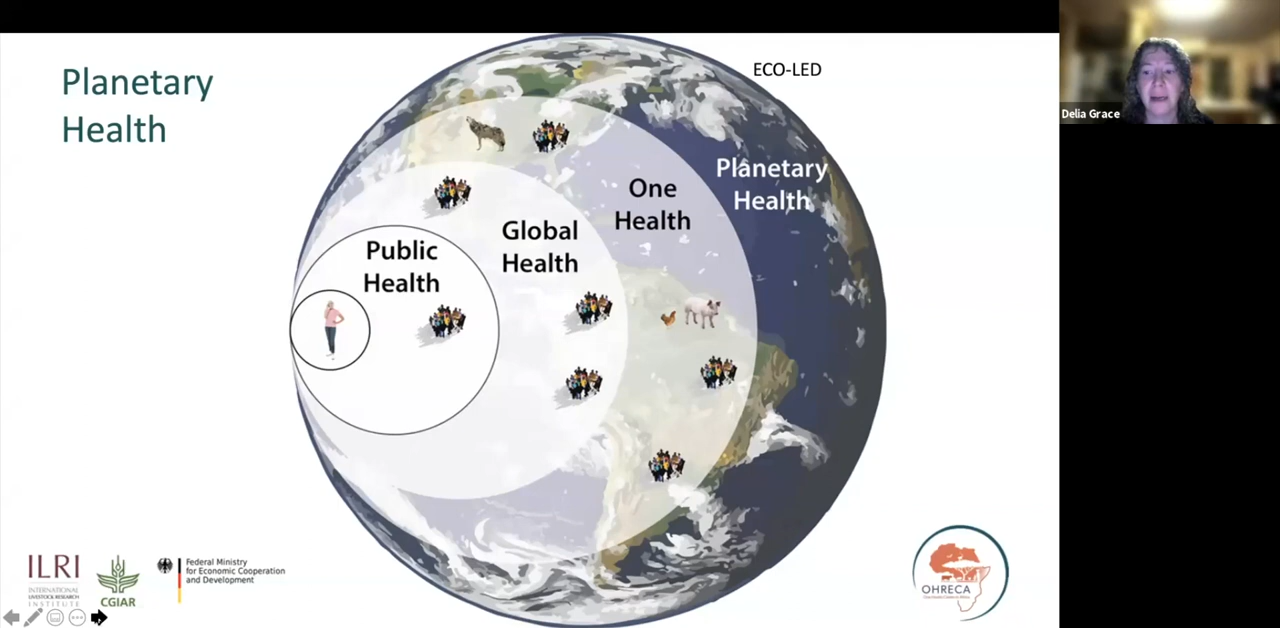 Planetary
Health
ECO-LED
Delia Grace
Planetary
Health
One
Health
Global
Health
Public
Health
ILRI
INTERNATIONAL
LIVESTOCK RESEARCH
INSTITUTE
CGIAR
Federal Ministry
for Economic Cooperation
and Development
OHRECA